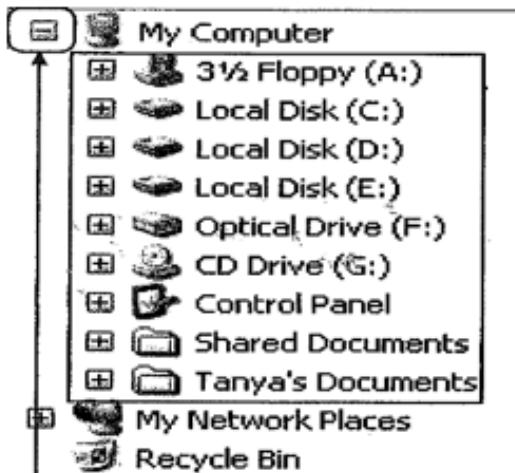 My Computer
3½ Floppy (A:)
Local Disk (C:)
Local Disk (D:)
Local Disk (E:)
Optical Drive (F:)
CD Drive (G:)
Control Panel
Shared Documents
Tanya's Documents
My Network Places
Recycle Bin